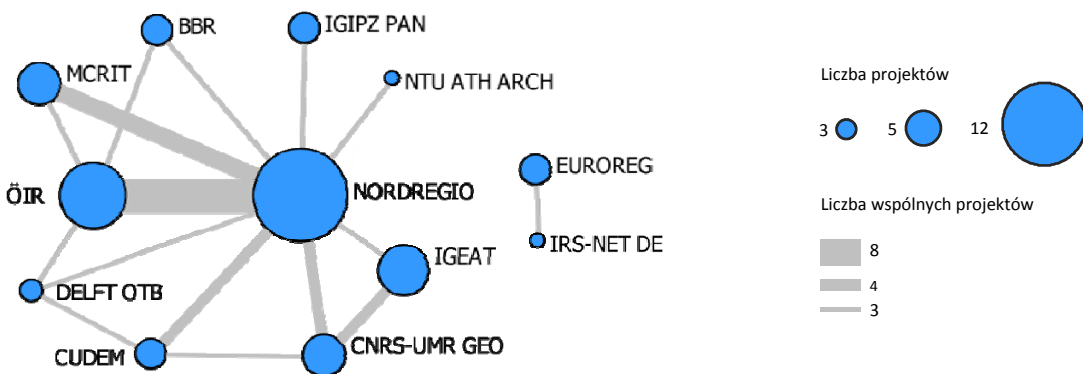 BBR
IGIPZ PAN
MCRIT
NTU ATH ARCH
ÖIR
NORDREGIO
EUROREG
IRS-NET DE
IGEAT
DELFT OTB
CUDEM
CNRS-UMR GEO
Liczba projektów
3 5 12
Liczba wspólnych projektów
8
4
3